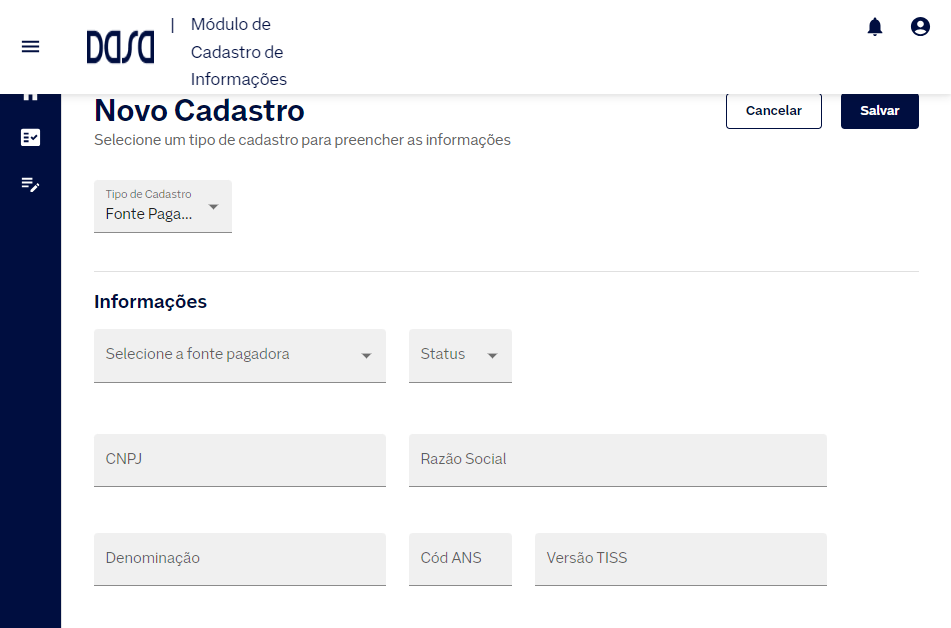 Dasa
|
Módulo de
Cadastro de
Informações
Novo Cadastro
Selecione um tipo de cadastro para preencher as informações
Cancelar
Salvar
Tipo de Cadastro
Fonte Paga...
Informações
Selecione a fonte pagadora
Status
CNPJ
Razão Social
Denominação
Cód ANS
Versão TISS